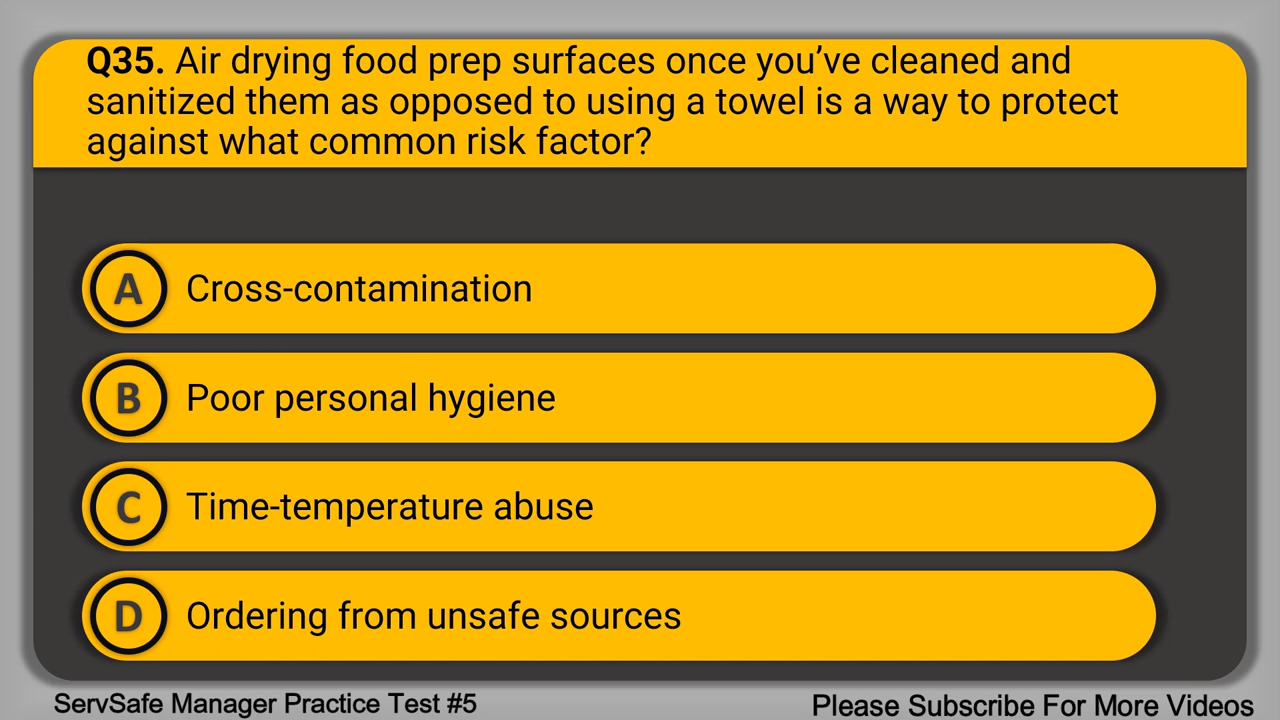 Q35. Air drying food prep surfaces once you’ve cleaned and
sanitized them as opposed to using a towel is a way to protect
against what common risk factor?
A Cross-contamination
B Poor personal hygiene
C Time-temperature abuse
D Ordering from unsafe sources
ServSafe Manager Practice Test #5
Please Subscribe For More Videos